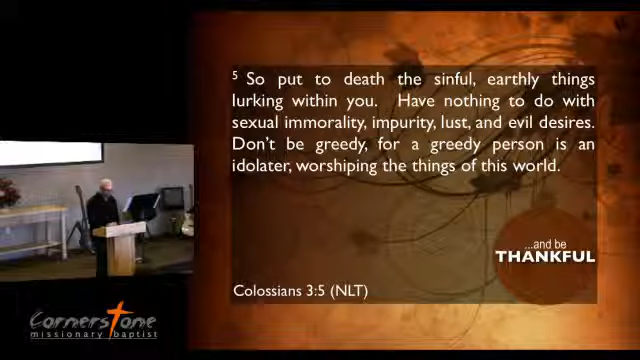 ⁵ So put to death the sinful, earthly things
lurking within you. Have nothing to do with
sexual immorality, impurity, lust, and evil desires.
Don't be greedy, for a greedy person is an
idolater, worshiping the things of this world.
...and be
THANKFUL
Colossians 3:5 (NLT)
Cornerstone
missionary baptist